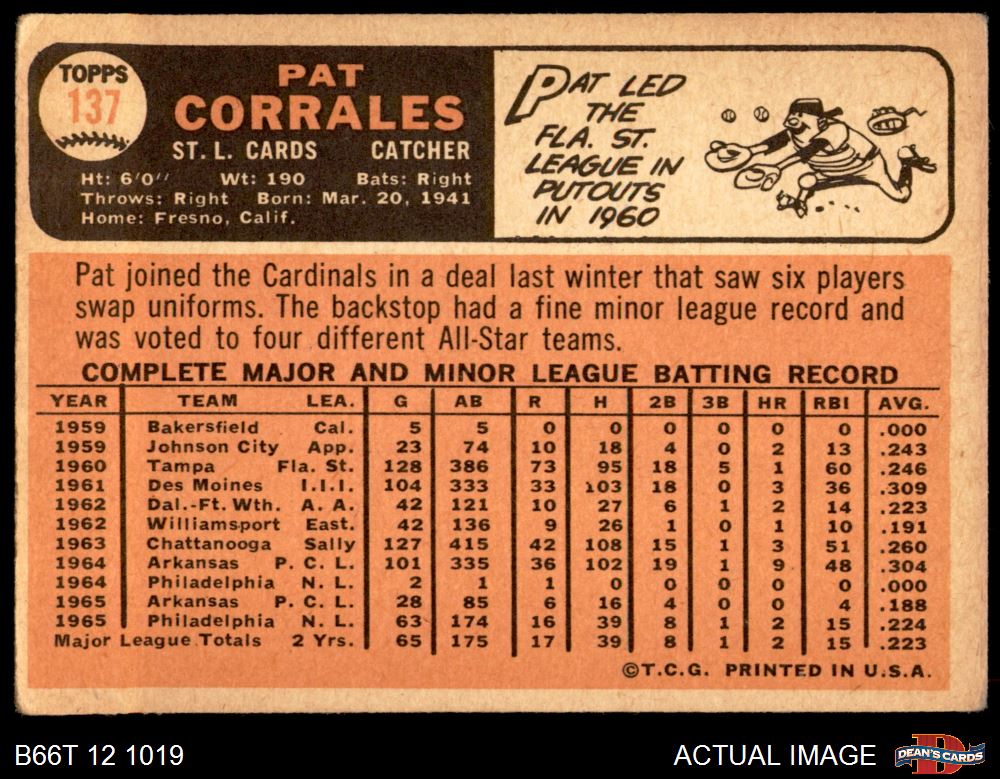 TOPPS
137
PAT
CORRALES
ST. L. CARDS CATCHER
Ht: 6'0" Wt: 190 Bats: Right
Throws: Right Born: Mar. 20, 1941
Home: Fresno, Calif.
PAT LED
THE
FLA. ST.
LEAGUE IN
PUTOUTS
IN 1960
Pat joined the Cardinals in a deal last winter that saw six players
swap uniforms. The backstop had a fine minor league record and
was voted to four different All-Star teams.
COMPLETE MAJOR AND MINOR LEAGUE BATTING RECORD
YEAR TEAM LEA. G AB R H 2B 3B HR RBI AVG.
1959 Bakersfield Cal. 5 5 0 0 0 0 0 0 .000
1959 Johnson City App. 23 74 10 18 4 0 2 13 .243
1960 Tampa Fla. St. 128 386 73 95 18 5 1 60 .246
1961 Des Moines I.I.I. 104 333 33 103 18 0 3 36 .309
1962 Dal.-Ft. Wth. A. A. 42 121 10 27 6 1 2 14 .223
1962 Williamsport East. 42 136 9 26 1 0 1 10 .191
1963 Chattanooga Sally 127 415 42 108 15 1 3 51 .260
1964 Arkansas P. C. L. 101 335 36 102 19 1 9 48 .304
1964 Philadelphia N. L. 2 1 1 0 0 0 0 0 .000
1965 Arkansas P. C. L. 28 85 6 16 4 0 0 4 .188
1965 Philadelphia N. L. 63 174 16 39 8 1 2 15 .224
Major League Totals 2 Yrs. 65 175 17 39 8 1 2 15 .223
©T.C.G. PRINTED IN U.S.A.
B66T 12 1019
ACTUAL IMAGE
DEAN'S CARDS